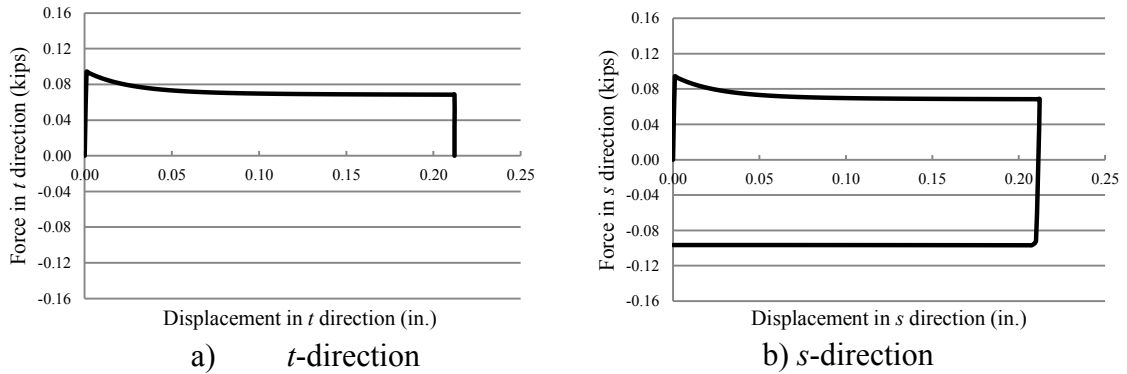 0.16
0.12
0.08
0.04
0.00
-0.04
-0.08
-0.12
-0.16
0.00 0.05 0.10 0.15 0.20 0.25
Force in t direction (kips)
Displacement in t direction (in.)
a) t-direction
0.16
0.12
0.08
0.04
0.00
-0.04
-0.08
-0.12
-0.16
0.00 0.05 0.10 0.15 0.20 0.25
Force in s direction (kips)
Displacement in s direction (in.)
b) s-direction